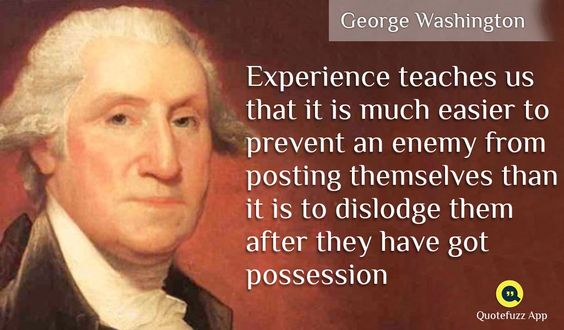 George Washington
Experience teaches us
that it is much easier to
prevent an enemy from
posting themselves than
it is to dislodge them
after they have got
possession
Quotefuzz App